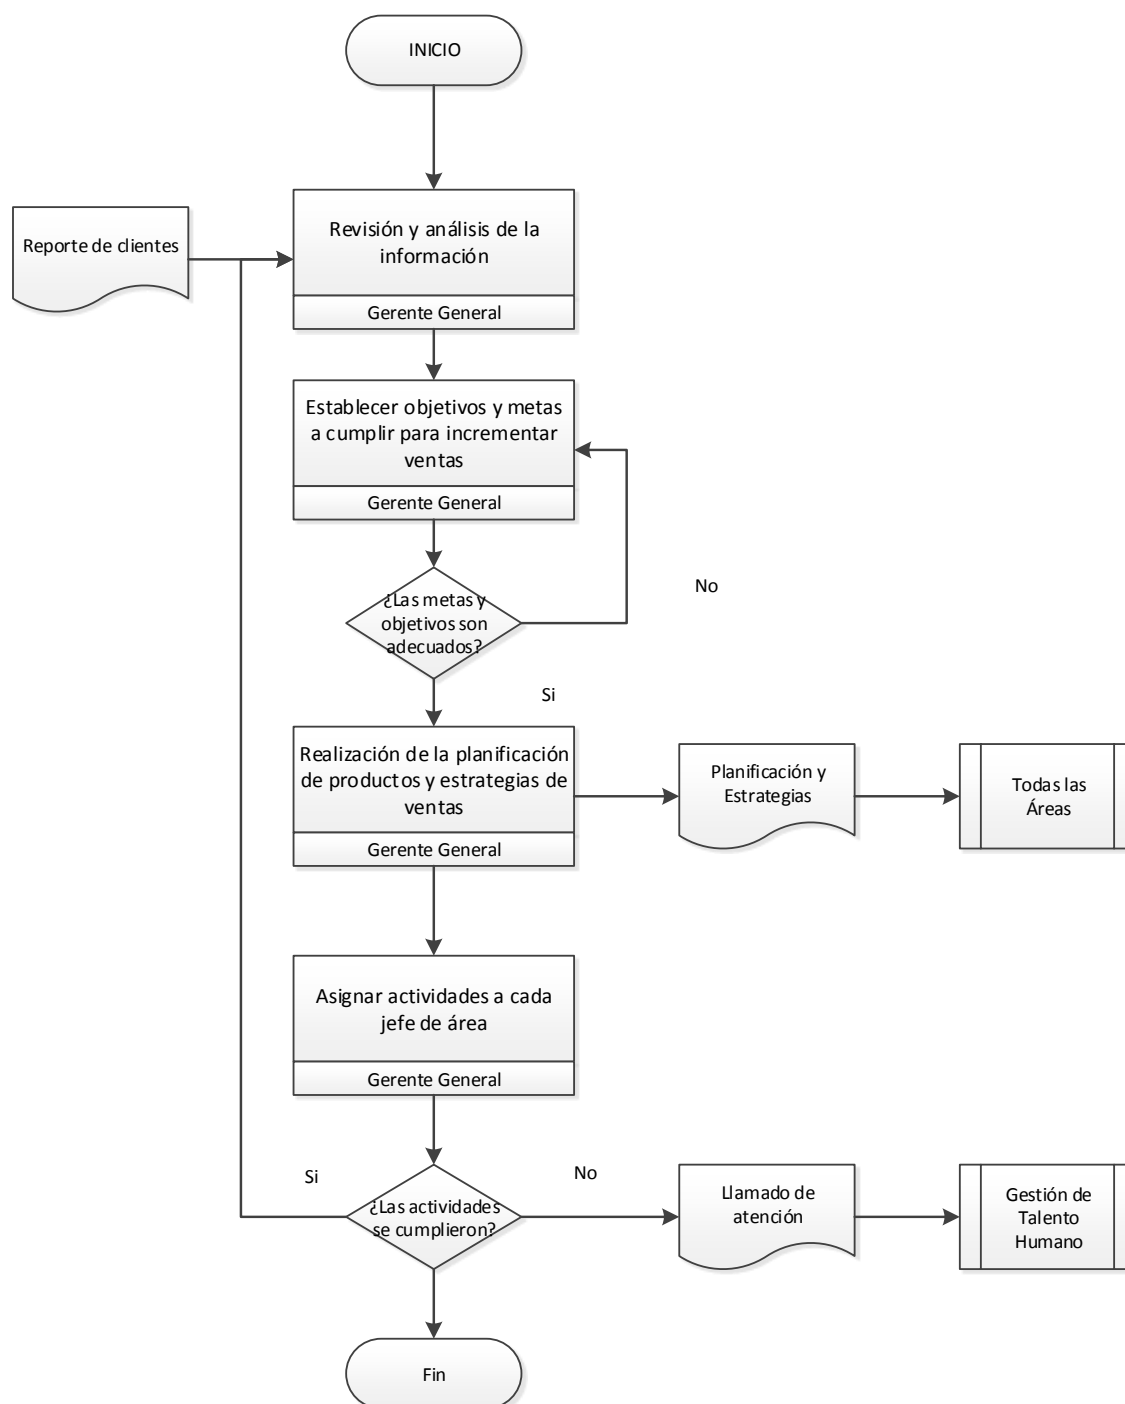 INICIO
Reporte de clientes
Revisión y análisis de la
información
Gerente General
Establecer objetivos y metas
a cumplir para incrementar
ventas
Gerente General
¿Las metas y
objetivos son
adecuados?
No
Si
Realización de la planificación
de productos y estrategias de
ventas
Gerente General
Planificación y
Estrategias
Todas las
Áreas
Asignar actividades a cada
jefe de área
Gerente General
Si
¿Las actividades
se cumplieron?
No
Llamado de
atención
Gestión de
Talento
Humano
Fin